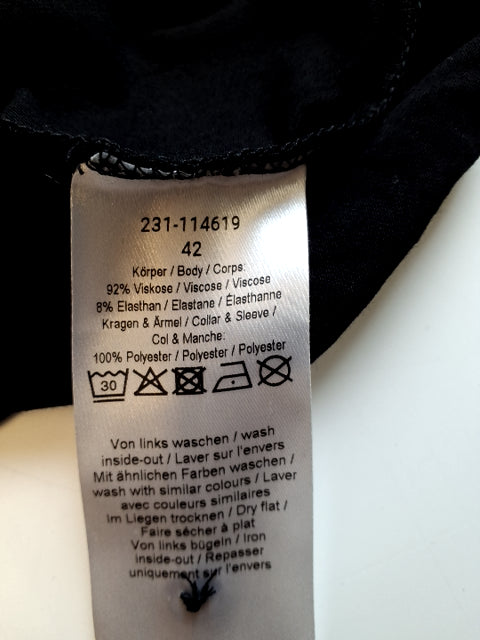 231-114619
42
Körper / Body / Corps:
92% Viskose / Viscose / Viscose
8% Elasthan / Elastane / Élasthanne
Kragen & Ärmel / Collar & Sleeve /
Col & Manche:
100% Polyester / Polyester / Polyester
30
Von links waschen / wash
inside-out / Laver sur l'envers
Mit ähnlichen Farben waschen /
wash with similar colours / Laver
avec couleurs similaires
Im Liegen trocknen / Dry flat /
Faire sécher à plat
Von links bügeln / Iron
inside-out / Repasser
uniquement sur l'envers